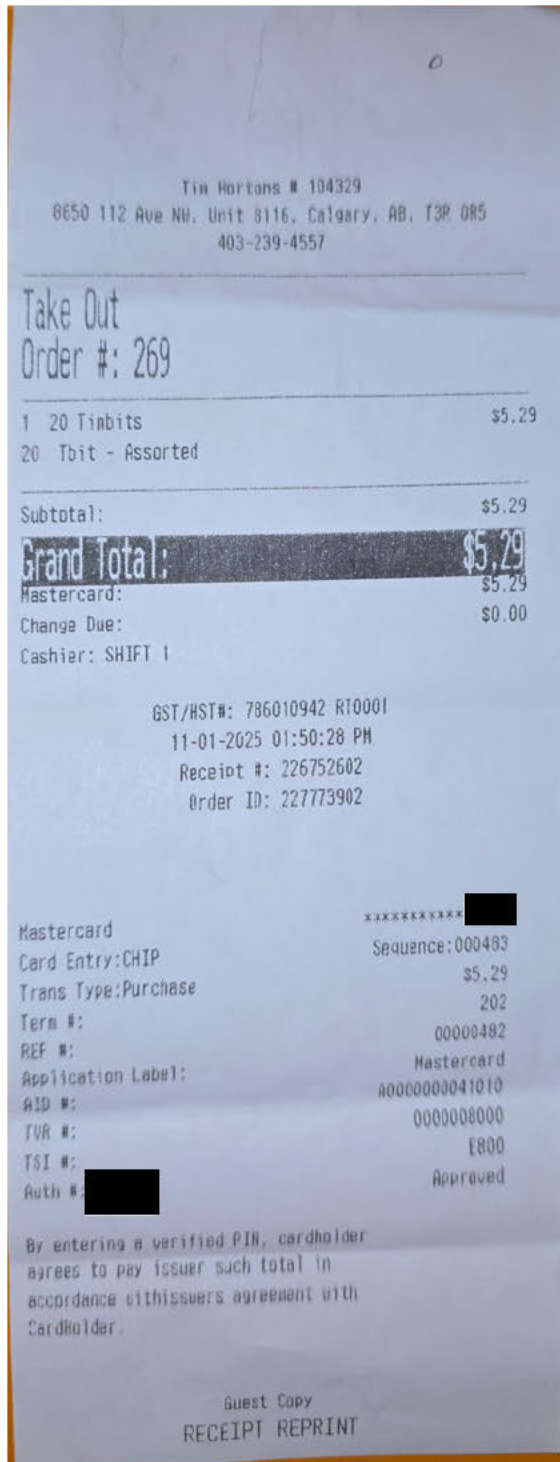 0
Tim Hortons # 104329
8650 112 Ave NW, Unit 8116, Calgary, AB, T3P 0R5
403-239-4557
Take Out
Order #: 269
1 20 Timbits $5.29
20 Tbit - Assorted
Subtotal: $5.29
Grand Total: $5.29
Mastercard: $5.29
Change Due: $0.00
Cashier: SHIFT 1
GST/HST#: 786010942 RT0001
11-01-2025 01:50:28 PM
Receipt #: 226752602
Order ID: 227773902
Mastercard ***********
Card Entry:CHIP Sequence:000483
Trans Type:Purchase $5.29
Term #: 202
REF #: 00000482
Application Label: Mastercard
AID #: A0000000041010
TVR #: 0000008000
TSI #: E800
Auth #: Approved
By entering a verified PIN, cardholder
agrees to pay issuer such total in
accordance withissuers agreement with
CardHolder.
Guest Copy
RECEIPT REPRINT